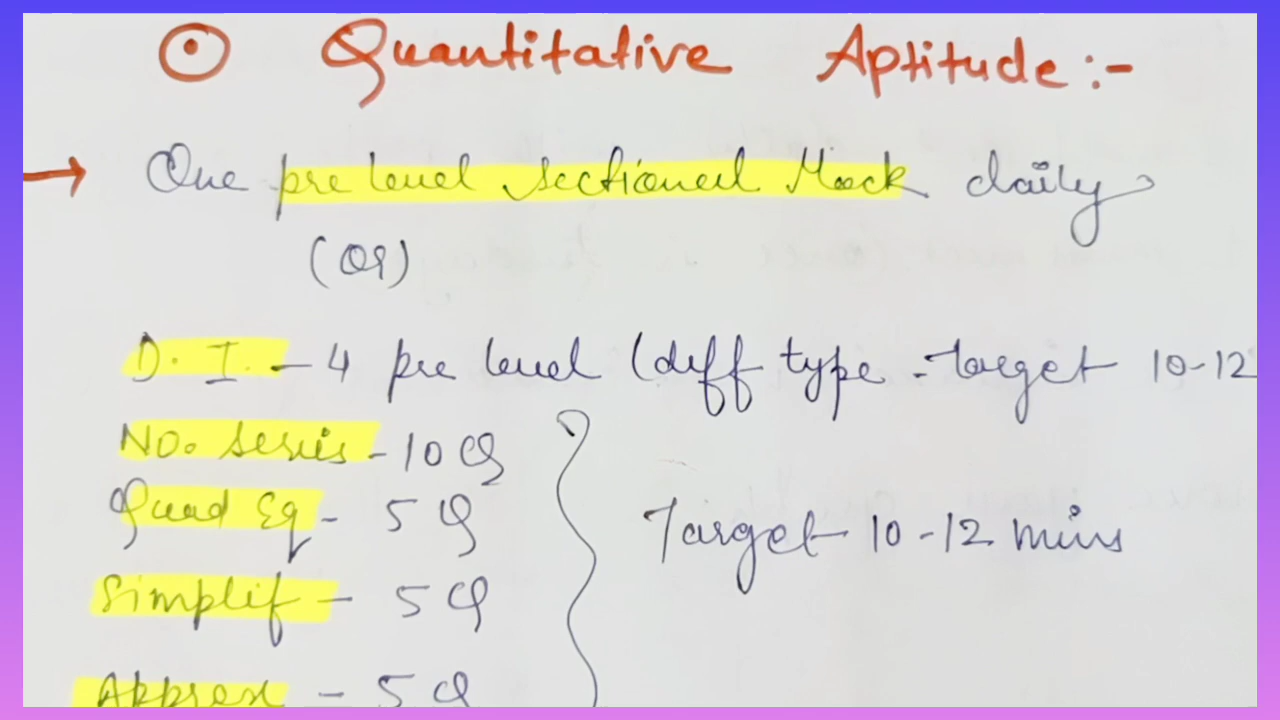 Quantitative Aptitude :-
→ One pre level Sectional Mock daily
(OR)
D. I. - 4 pre level (diff type - Target 10-12
No. series - 10 Q
Quad Eq - 5 Q
Target - 10-12 mins
Simplif - 5 Q
Approx - 5 Q